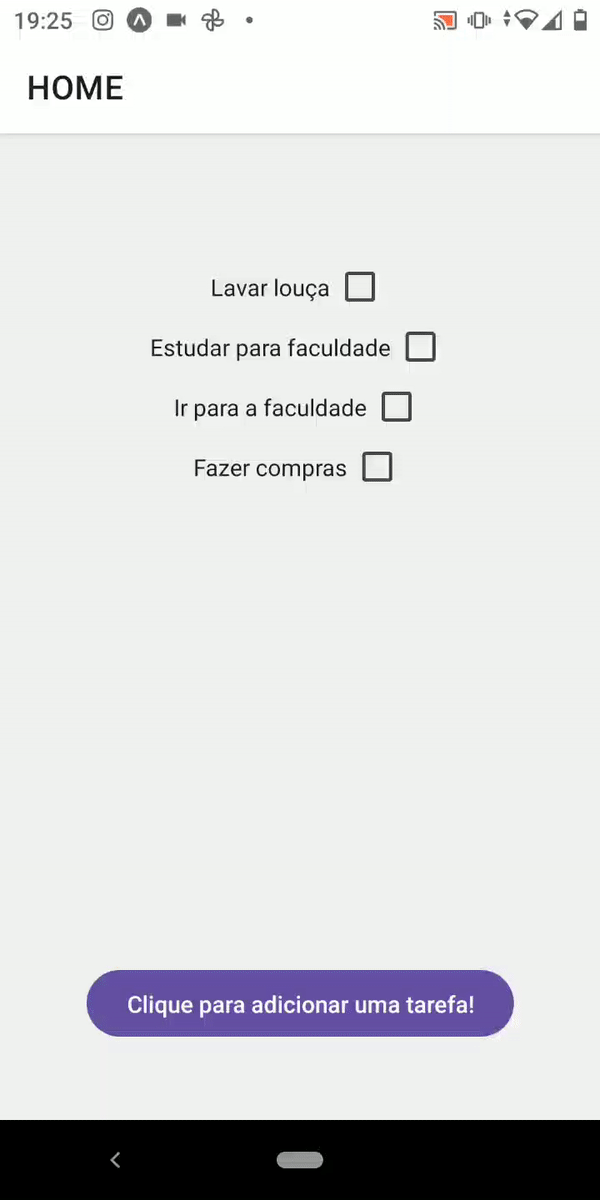 19:25
HOME
Lavar louça
Estudar para faculdade
Ir para a faculdade
Fazer compras
Clique para adicionar uma tarefa!